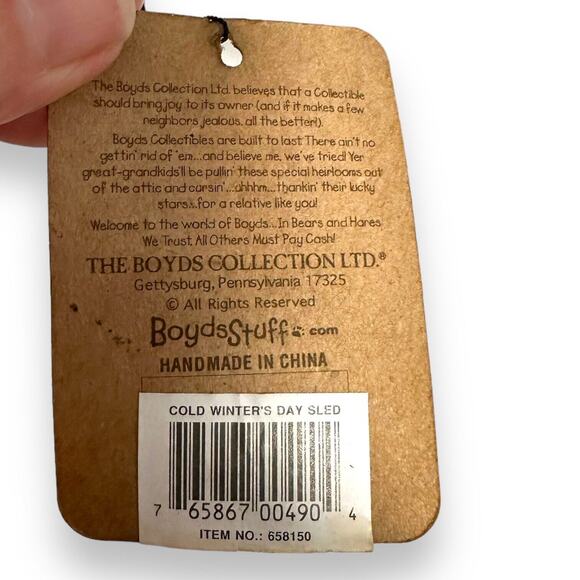 The Boyds Collection Ltd. believes that a Collectible
should bring joy to its owner (and if it makes a few
neighbors jealous, all the better!).
Boyds Collectibles are built to last There ain't no
gettin' rid of 'em...and believe me, we've tried! Yer
great-grandkids'll be pullin' these special heirlooms out
of the attic and cursin'...uhhhm...thankin' their lucky
stars...for a relative like you!
Welcome to the world of Boyds...In Bears and Hares
We Trust. All Others Must Pay Cash!
THE BOYDS COLLECTION LTD.®
Gettysburg, Pennsylvania 17325
© All Rights Reserved
BoydsStuff.com
HANDMADE IN CHINA
COLD WINTER'S DAY SLED
7 65867 00490 4
ITEM NO.: 658150